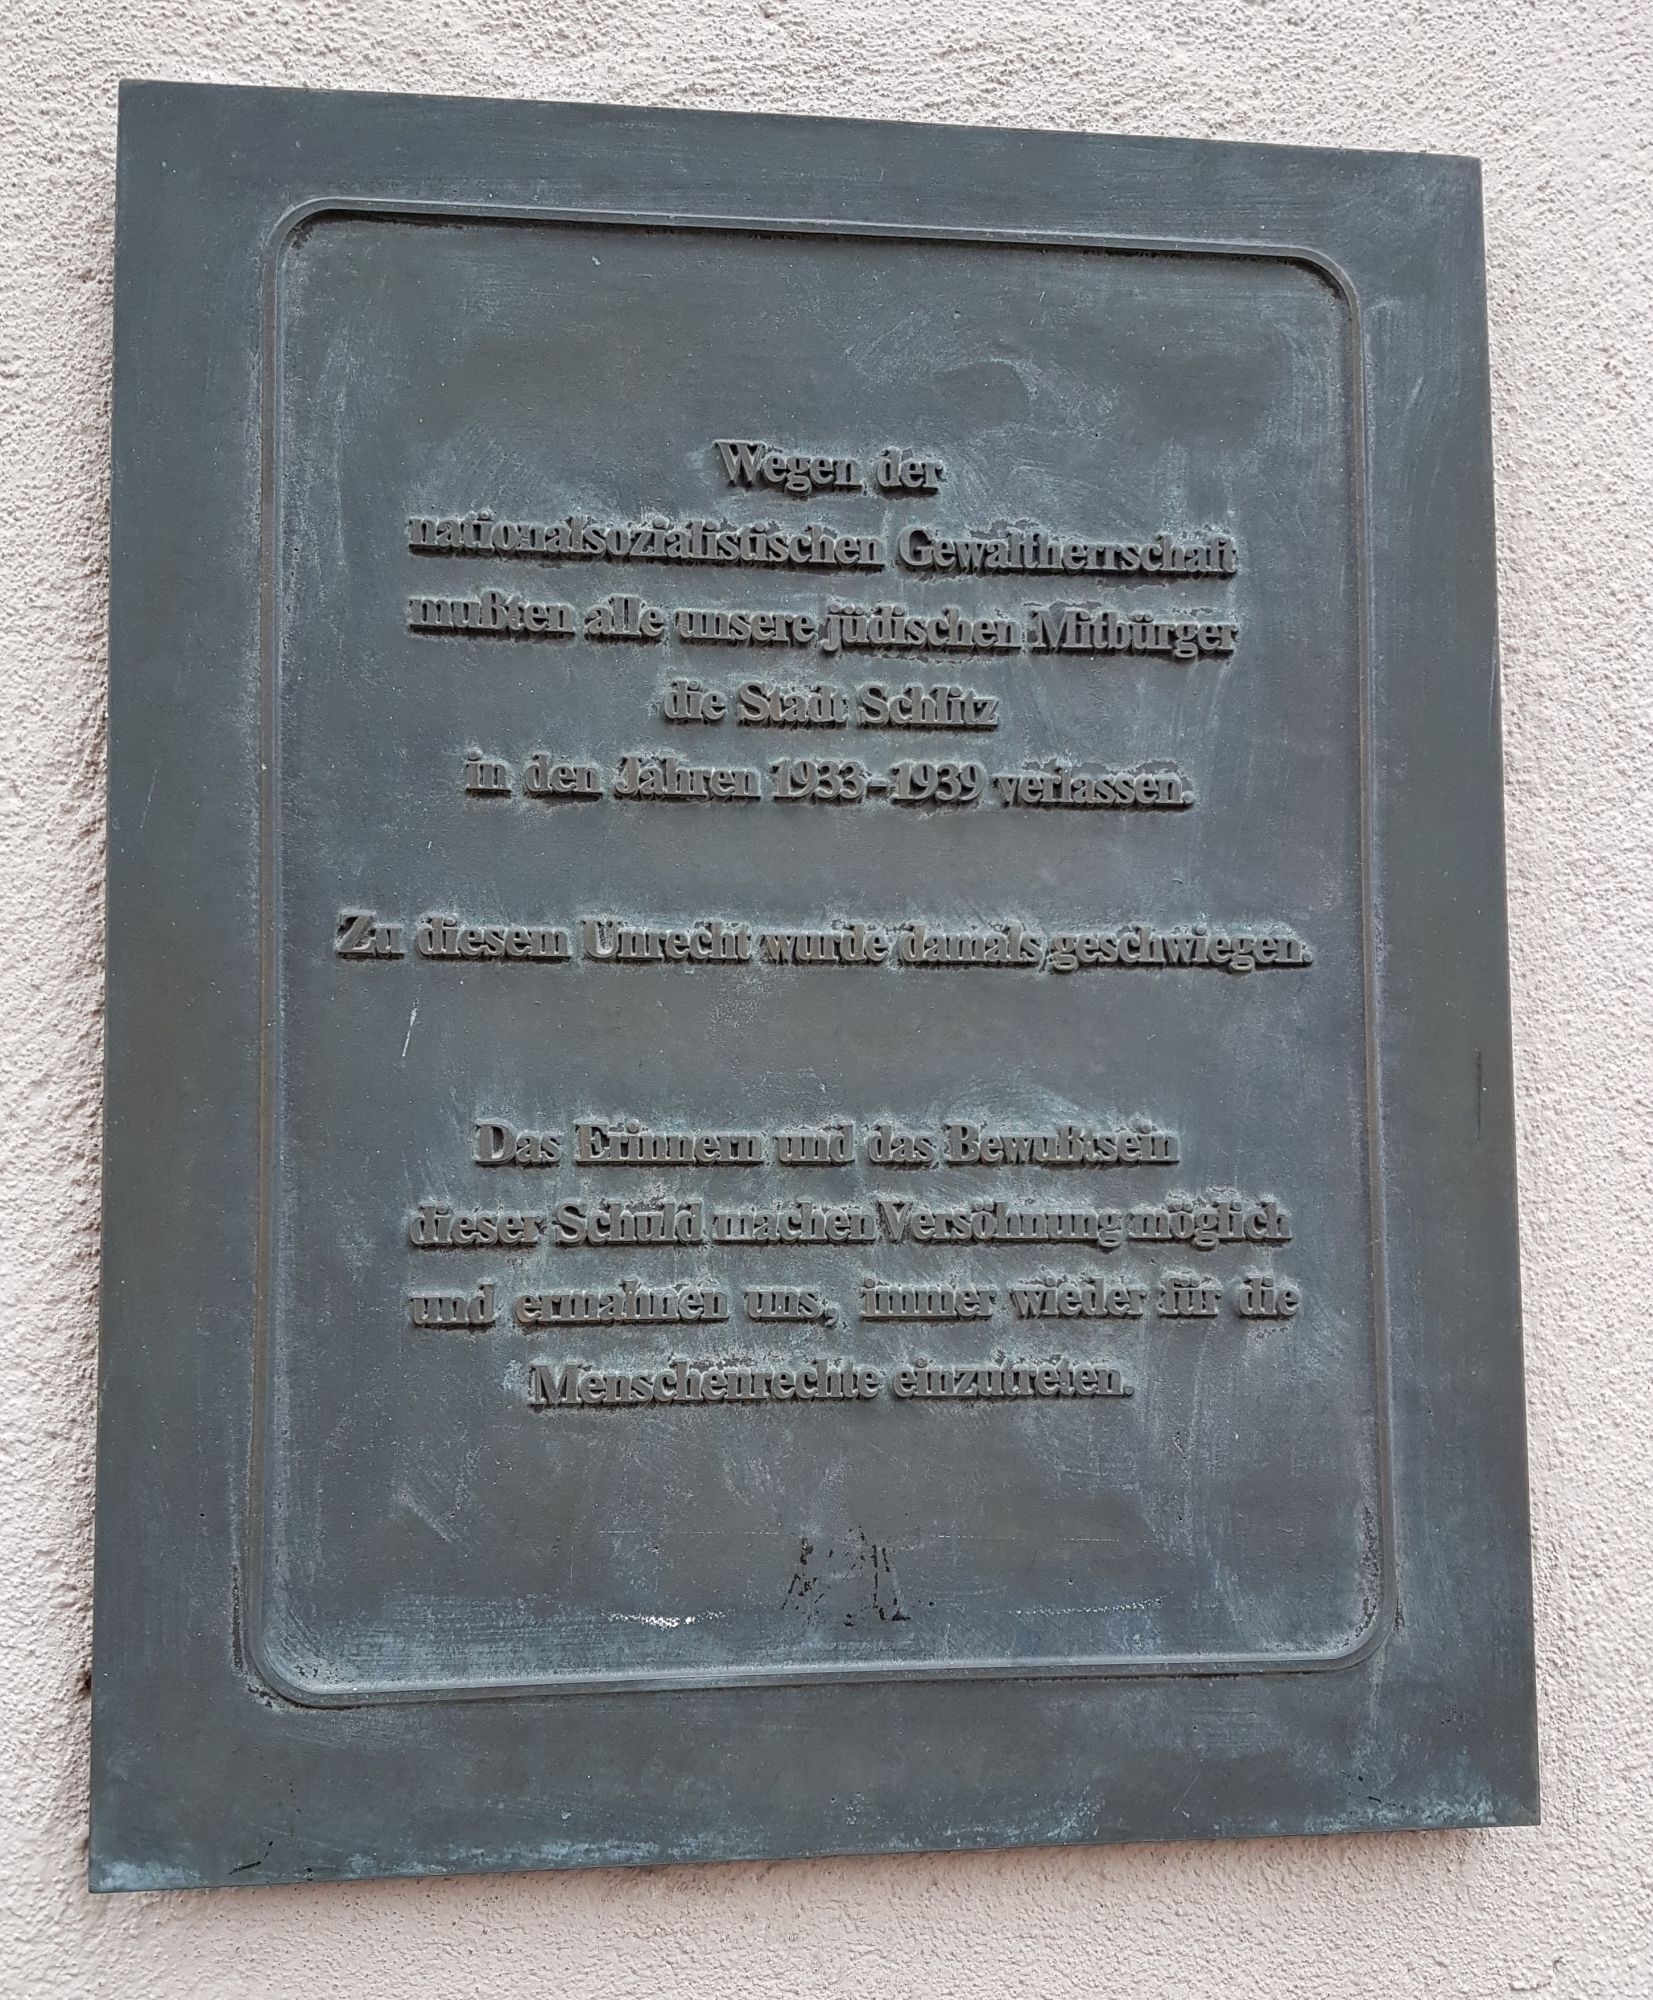 Wegen der
nationalsozialistischen Gewaltherrschaft
mußten alle unsere jüdischen Mitbürger
die Stadt Schlitz
in den Jahren 1933-1939 verlassen.
Zu diesem Unrecht wurde damals geschwiegen.
Das Erinnern und das Bewußtsein
dieser Schuld machen Versöhnung möglich
und ermahnen uns, immer wieder für die
Menschenrechte einzutreten.